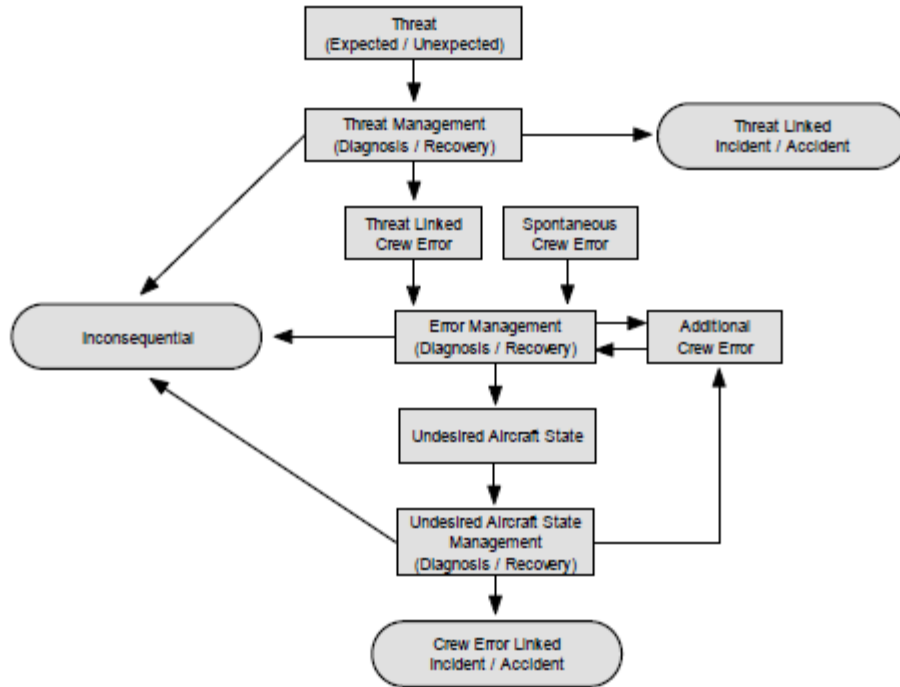 Threat
(Expected / Unexpected)
Threat Management
(Diagnosis / Recovery)
Threat Linked
Incident / Accident
Threat Linked
Crew Error
Spontaneous
Crew Error
Inconsequential
Error Management
(Diagnosis / Recovery)
Additional
Crew Error
Undesired Aircraft State
Undesired Aircraft State
Management
(Diagnosis / Recovery)
Crew Error Linked
Incident / Accident